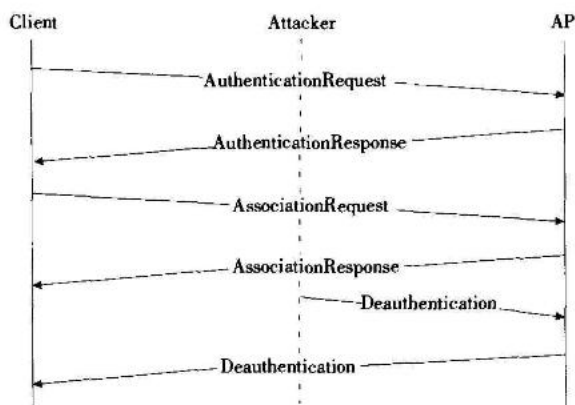 Client Attacker AP
AuthenticationRequest
AuthenticationResponse
AssociationRequest
AssociationResponse
Deauthentication
Deauthentication